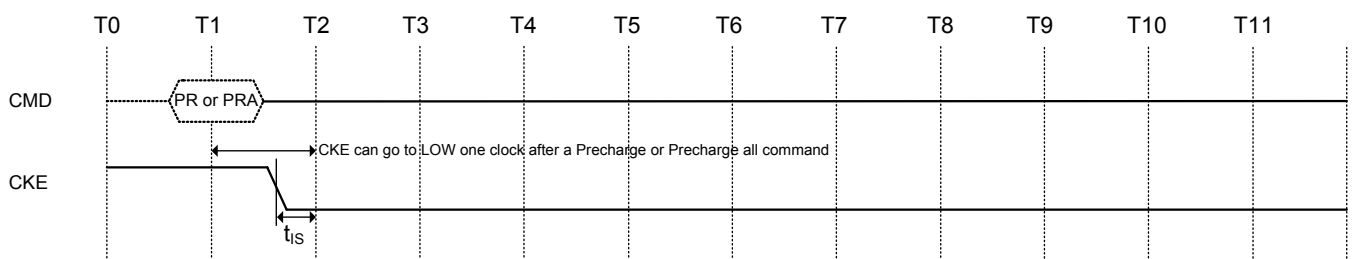 T0 T1 T2 T3 T4 T5 T6 T7 T8 T9 T10 T11
CMD PR or PRA
CKE can go to LOW one clock after a Precharge or Precharge all command
CKE
tIS